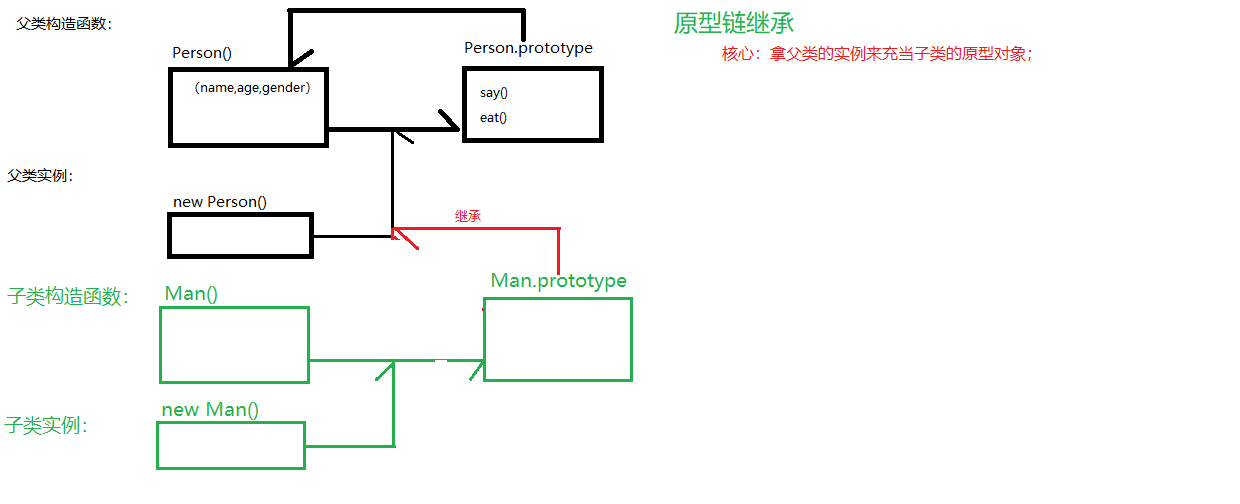 父类构造函数：
Person()
Person.prototype
原型链继承
核心：拿父类的实例来充当子类的原型对象；
（name,age,gender）
say()
eat()
父类实例：
new Person()
继承
子类构造函数：
Man()
Man.prototype
子类实例：
new Man()